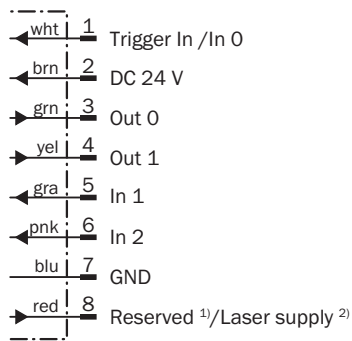 wht 1 Trigger In /In 0
brn 2 DC 24 V
grn 3 Out 0
yel 4 Out 1
gra 5 In 1
pnk 6 In 2
blu 7 GND
red 8 Reserved 1)/Laser supply 2)